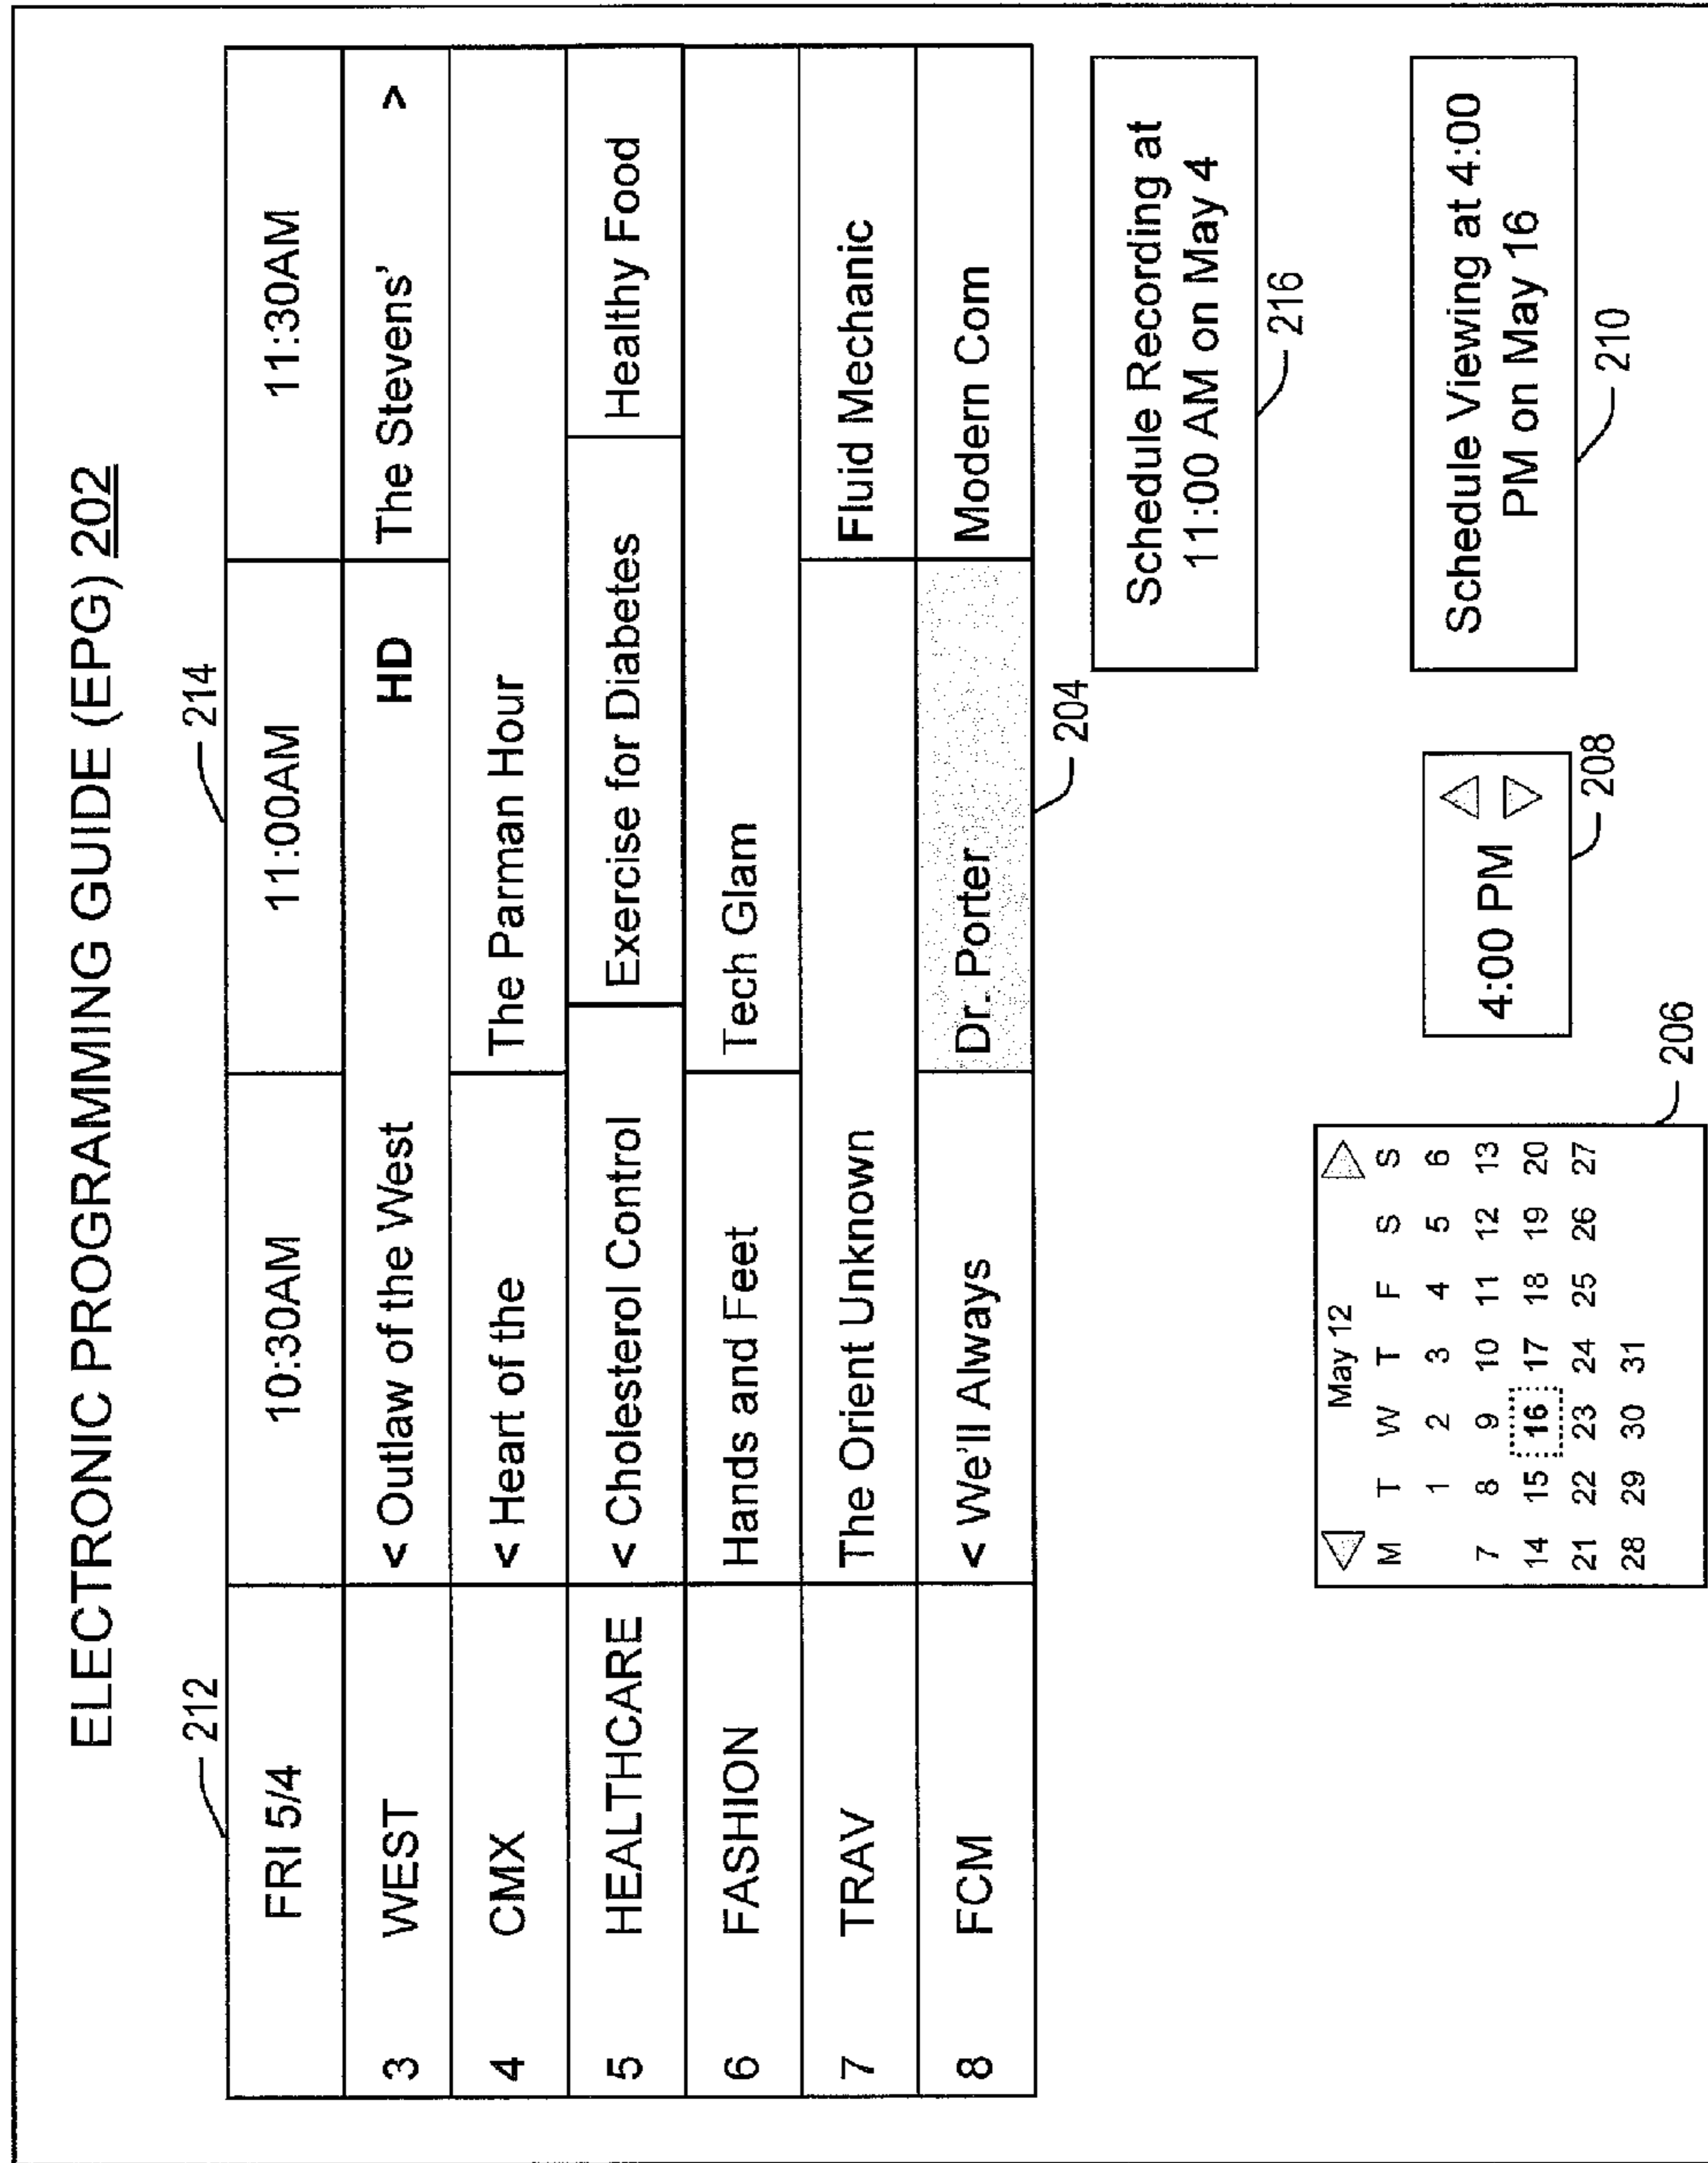 ELECTRONIC PROGRAMMING GUIDE (EPG) 202
212
214
FRI 5/4 10:30AM 11:00AM 11:30AM
3 WEST < Outlaw of the West HD The Stevens' >
4 CMX < Heart of the The Parman Hour
5 HEALTHCARE < Cholesterol Control Exercise for Diabetes Healthy Food
6 FASHION Hands and Feet Tech Glam
7 TRAV The Orient Unknown Fluid Mechanic
8 FCM < We'll Always Dr. Porter Modern Com
204
Schedule Recording at
11:00 AM on May 4
216
May 12
M T W T F S S
1 2 3 4 5 6
7 8 9 10 11 12 13
14 15 16 17 18 19 20
21 22 23 24 25 26 27
28 29 30 31
206
4:00 PM
208
Schedule Viewing at 4:00
PM on May 16
210